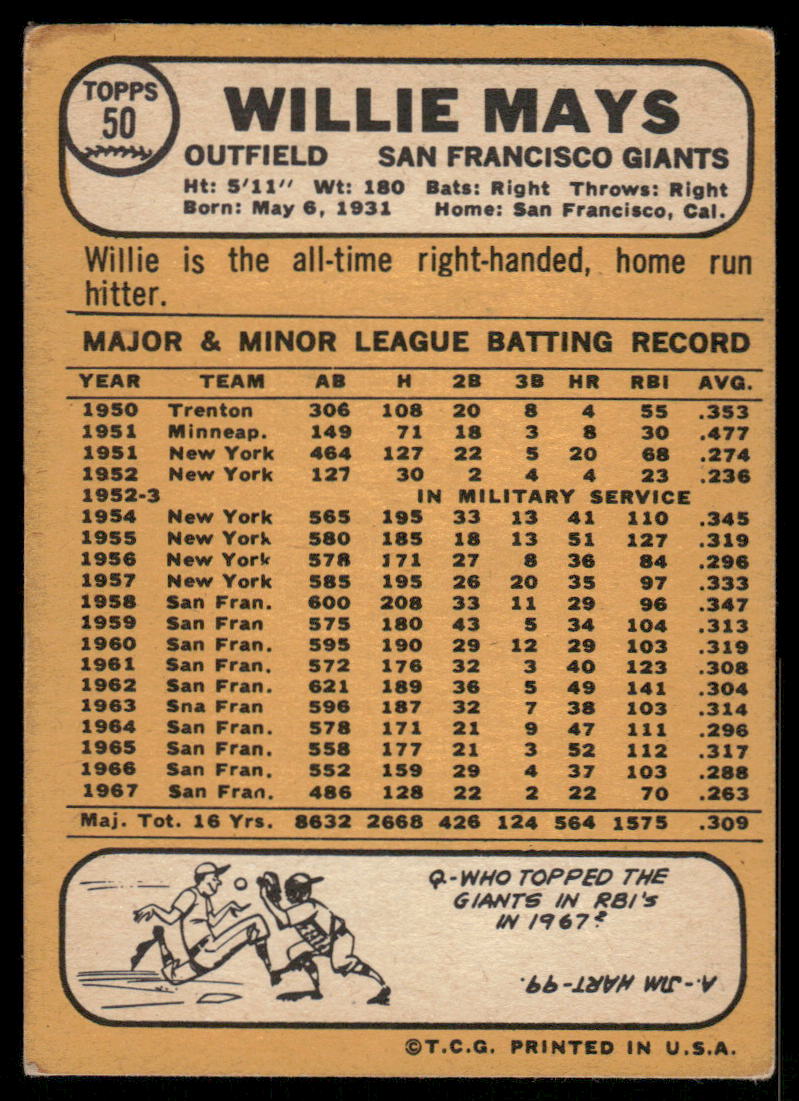 TOPPS
50
WILLIE MAYS
OUTFIELD SAN FRANCISCO GIANTS
Ht: 5'11" Wt: 180 Bats: Right Throws: Right
Born: May 6, 1931 Home: San Francisco, Cal.
Willie is the all-time right-handed, home run
hitter.
MAJOR & MINOR LEAGUE BATTING RECORD
YEAR TEAM AB H 2B 3B HR RBI AVG.
1950 Trenton 306 108 20 8 4 55 .353
1951 Minneap. 149 71 18 3 8 30 .477
1951 New York 464 127 22 5 20 68 .274
1952 New York 127 30 2 4 4 23 .236
1952-3 IN MILITARY SERVICE
1954 New York 565 195 33 13 41 110 .345
1955 New York 580 185 18 13 51 127 .319
1956 New York 578 171 27 8 36 84 .296
1957 New York 585 195 26 20 35 97 .333
1958 San Fran. 600 208 33 11 29 96 .347
1959 San Fran 575 180 43 5 34 104 .313
1960 San Fran. 595 190 29 12 29 103 .319
1961 San Fran. 572 176 32 3 40 123 .308
1962 San Fran. 621 189 36 5 49 141 .304
1963 Sna Fran 596 187 32 7 38 103 .314
1964 San Fran. 578 171 21 9 47 111 .296
1965 San Fran. 558 177 21 3 52 112 .317
1966 San Fran. 552 159 29 4 37 103 .288
1967 San Fran. 486 128 22 2 22 70 .263
Maj. Tot. 16 Yrs. 8632 2668 426 124 564 1575 .309
Q-WHO TOPPED THE
GIANTS IN RBI'S
IN 1967?
A-JIM HART-99.
©T.C.G. PRINTED IN U.S.A.